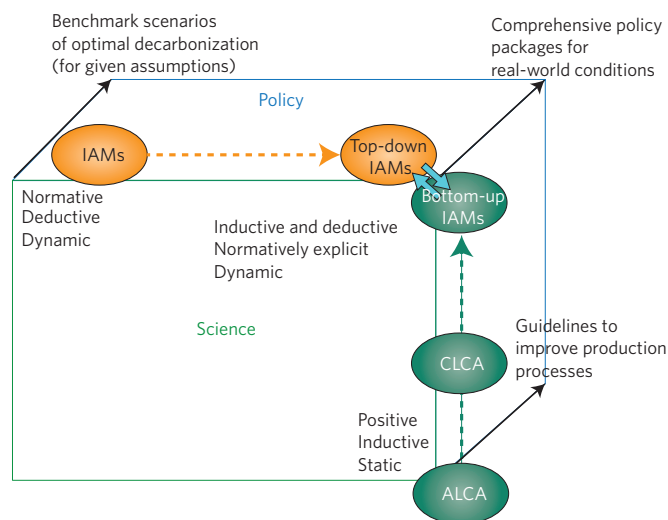 Benchmark scenarios
of optimal decarbonization
(for given assumptions)
Comprehensive policy
packages for
real-world conditions
Policy
IAMs
Top-down
IAMs
Normative
Deductive
Dynamic
Bottom-up
IAMs
Inductive and deductive
Normatively explicit
Dynamic
Science
Guidelines to
improve production
processes
CLCA
Positive
Inductive
Static
ALCA